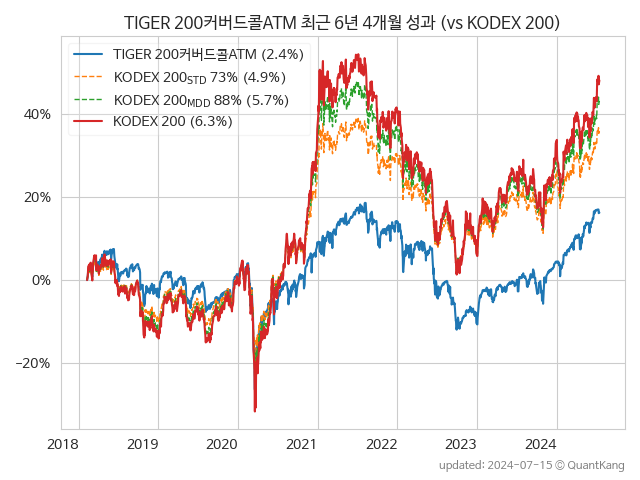 TIGER 200커버드콜ATM 최근 6년 4개월 성과 (vs KODEX 200)
TIGER 200커버드콜ATM (2.4%)
KODEX 200STD 73% (4.9%)
KODEX 200MDD 88% (5.7%)
KODEX 200 (6.3%)
40%
20%
0%
−20%
2018 2019 2020 2021 2022 2023 2024
updated: 2024-07-15 © QuantKang